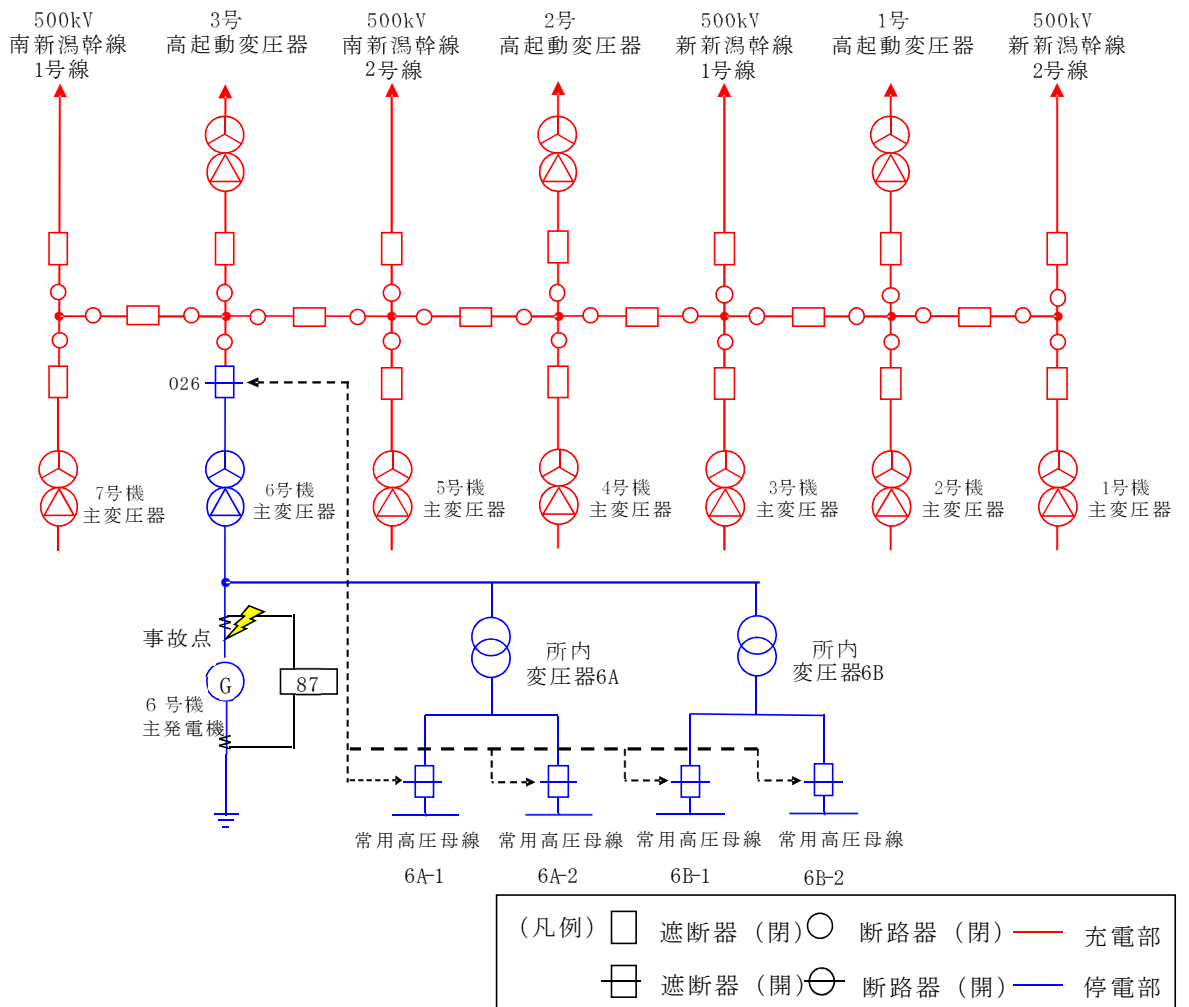 500kV
南新潟幹線
1号線
3号
高起動変圧器
500kV
南新潟幹線
2号線
2号
高起動変圧器
500kV
新新潟幹線
1号線
1号
高起動変圧器
500kV
新新潟幹線
2号線
026
7号機
主変圧器
6号機
主変圧器
5号機
主変圧器
4号機
主変圧器
3号機
主変圧器
2号機
主変圧器
1号機
主変圧器
事故点
G
87
6号機
主発電機
所内
変圧器6A
所内
変圧器6B
常用高圧母線
6A-1
常用高圧母線
6A-2
常用高圧母線
6B-1
常用高圧母線
6B-2
(凡例) 遮断器 (閉) 断路器 (閉) 充電部
遮断器 (開) 断路器 (開) 停電部